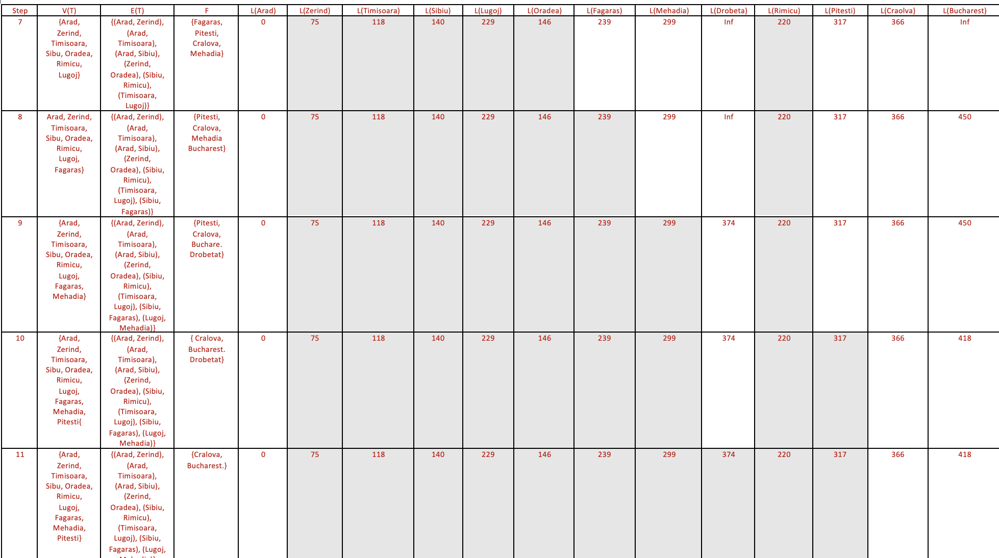 Step V(T) E(T) F L(Arad) L(Zerind) L(Timisoara) L(Sibiu) L(Lugoj) L(Oradea) L(Fagaras) L(Mehadia) L(Drobeta) L(Rimicu) L(Pitesti) L(Craolva) L(Bucharest)
7 {Arad, {(Arad, Zerind), {Fagaras, 0 75 118 140 229 146 239 299 Inf 220 317 366 Inf
Zerind, (Arad, Pitesti,
Timisoara, Timisoara), Cralova,
Sibu, Oradea, (Arad, Sibiu), Mehadia}
Rimicu, (Zerind,
Lugoj} Oradea), (Sibiu,
Rimicu),
(Timisoara,
Lugoj)}
8 Arad, Zerind, {(Arad, Zerind), {Pitesti, 0 75 118 140 229 146 239 299 Inf 220 317 366 450
Timisoara, (Arad, Cralova,
Sibu, Oradea, Timisoara), Mehadia
Rimicu, (Arad, Sibiu), Bucharest}
Lugoj, (Zerind,
Fagaras} Oradea), (Sibiu,
Rimicu),
(Timisoara,
Lugoj), (Sibiu,
Fagaras)}
9 {Arad, {(Arad, Zerind), {Pitesti, 0 75 118 140 229 146 239 299 374 220 317 366 450
Zerind, (Arad, Cralova,
Timisoara, Timisoara), Buchare.
Sibu, Oradea, (Arad, Sibiu), Drobetat}
Rimicu, (Zerind,
Lugoj, Oradea), (Sibiu,
Fagaras, Rimicu),
Mehadia} (Timisoara,
Lugoj), (Sibiu,
Fagaras), (Lugoj,
Mehadia)}
10 {Arad, {(Arad, Zerind), { Cralova, 0 75 118 140 229 146 239 299 374 220 317 366 418
Zerind, (Arad, Bucharest.
Timisoara, Timisoara), Drobetat}
Sibu, Oradea, (Arad, Sibiu),
Rimicu, (Zerind,
Lugoj, Oradea), (Sibiu,
Fagaras, Rimicu),
Mehadia, (Timisoara,
Pitesti{ Lugoj), (Sibiu,
Fagaras), (Lugoj,
Mehadia)}
11 {Arad, {(Arad, Zerind), {Cralova, 0 75 118 140 229 146 239 299 374 220 317 366 418
Zerind, (Arad, Bucharest.}
Timisoara, Timisoara),
Sibu, Oradea, (Arad, Sibiu),
Rimicu, (Zerind,
Lugoj, Oradea), (Sibiu,
Fagaras, Rimicu),
Mehadia, (Timisoara,
Pitesti} Lugoj), (Sibiu,
Fagaras), (Lugoj,